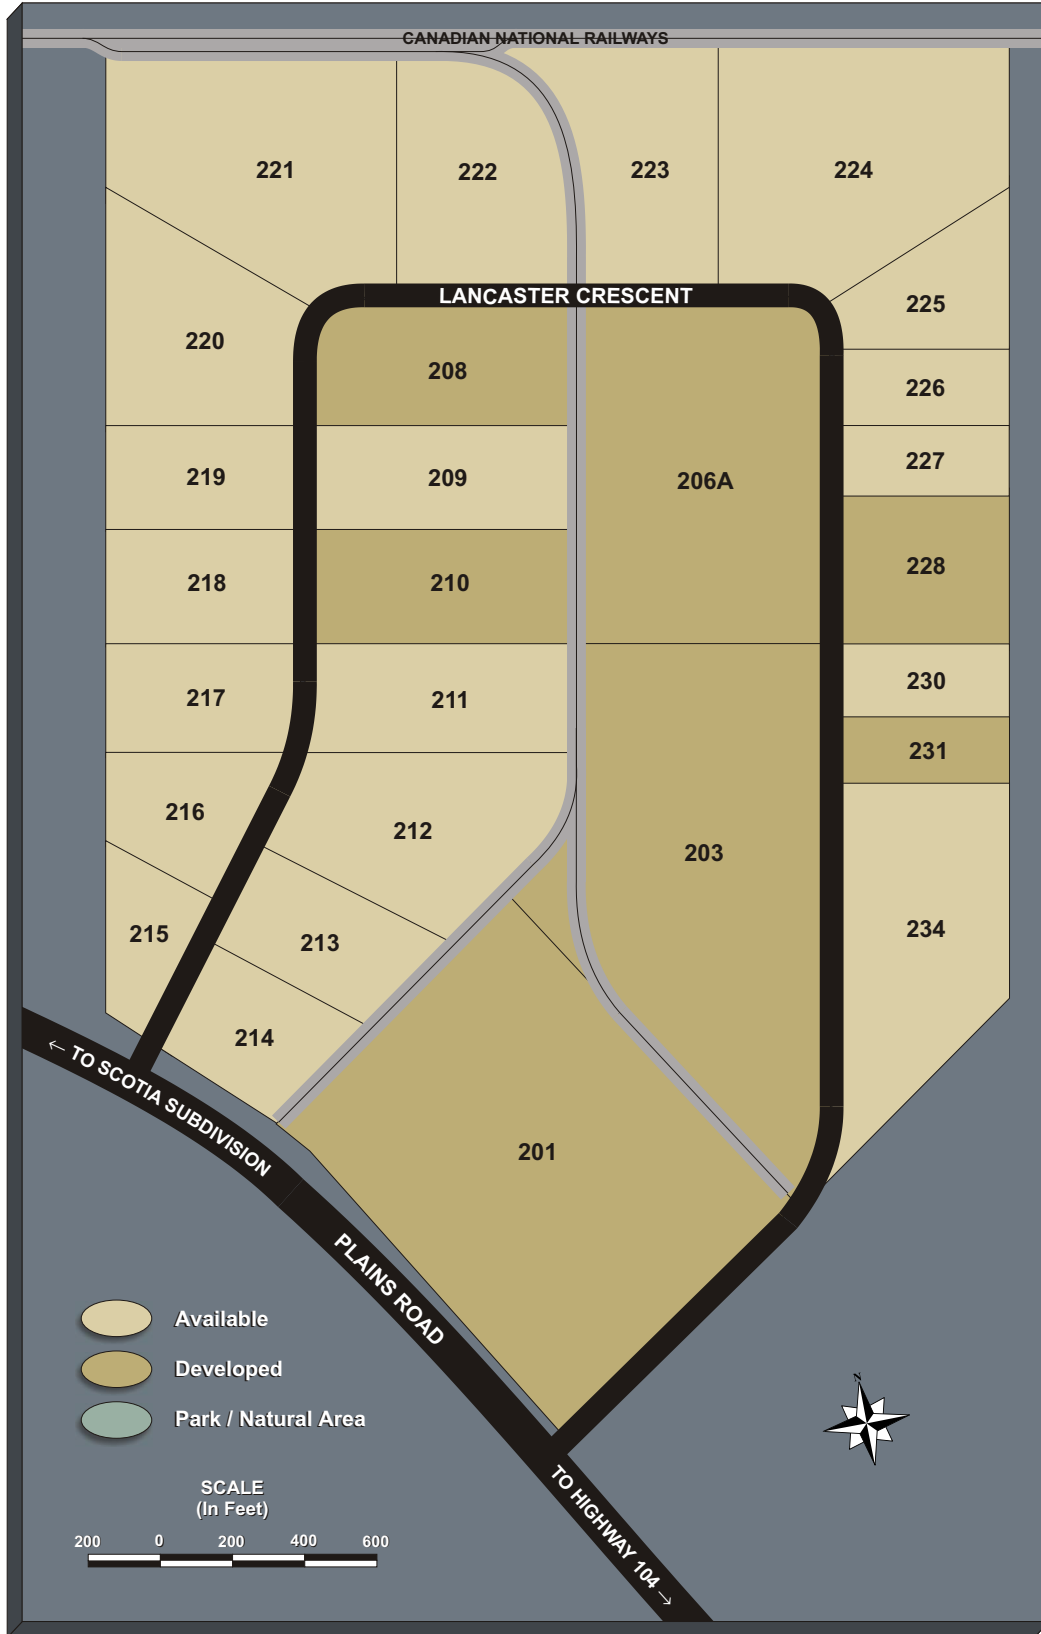 CANADIAN NATIONAL RAILWAYS
221
222
223
224
LANCASTER CRESCENT
225
220
208
226
227
219
209
206A
228
218
210
230
217
211
231
216
212
203
215
213
234
214
← TO SCOTIA SUBDIVISION
201
PLAINS ROAD
Available
Developed
Park / Natural Area
N
TO HIGHWAY 104 →
SCALE
(In Feet)
200 0 200 400 600